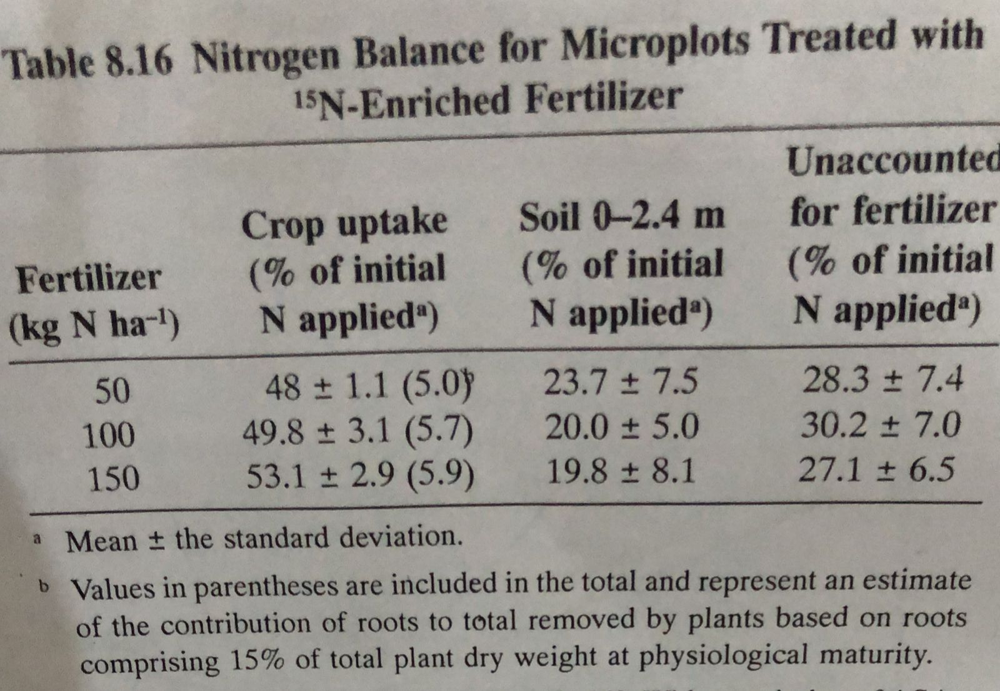 Table 8.16 Nitrogen Balance for Microplots Treated with
¹⁵N-Enriched Fertilizer
Fertilizer (kg N ha⁻¹) Crop uptake (% of initial N appliedᵃ) Soil 0–2.4 m (% of initial N appliedᵃ) Unaccounted for fertilizer (% of initial N appliedᵃ)
50 48 ± 1.1 (5.0)ᵇ 23.7 ± 7.5 28.3 ± 7.4
100 49.8 ± 3.1 (5.7) 20.0 ± 5.0 30.2 ± 7.0
150 53.1 ± 2.9 (5.9) 19.8 ± 8.1 27.1 ± 6.5
ᵃ Mean ± the standard deviation.
ᵇ Values in parentheses are included in the total and represent an estimate
of the contribution of roots to total removed by plants based on roots
comprising 15% of total plant dry weight at physiological maturity.